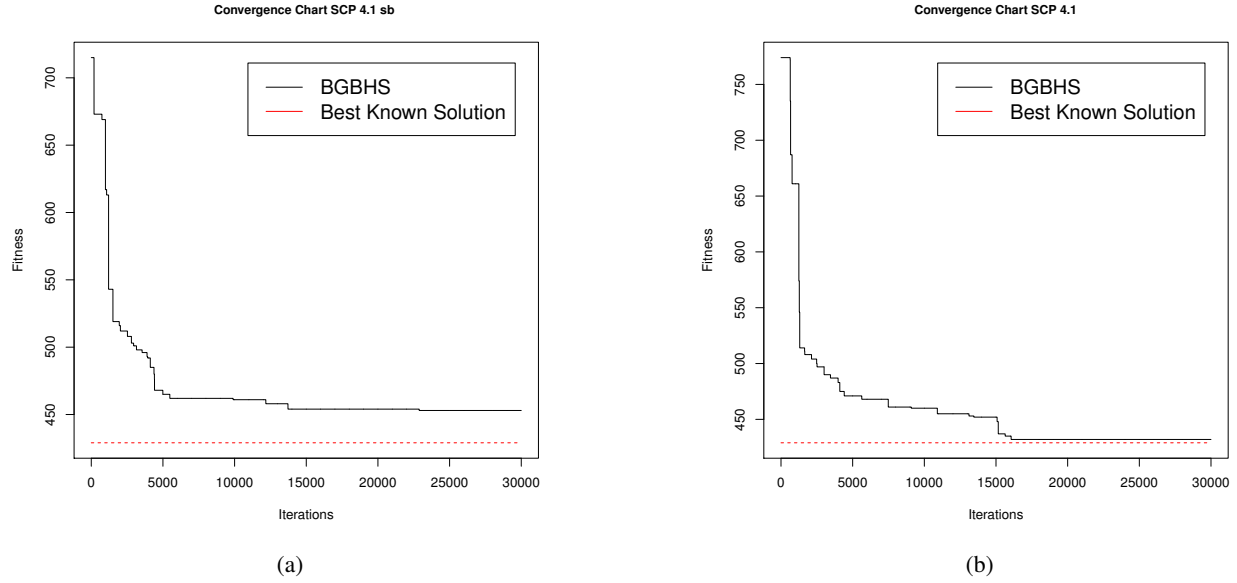 Convergence Chart SCP 4.1 sb
700
650
600
550
500
450
Fitness
BGBHS
Best Known Solution
0 5000 10000 15000 20000 25000 30000
Iterations
(a)
Convergence Chart SCP 4.1
750
700
650
600
550
500
450
Fitness
BGBHS
Best Known Solution
0 5000 10000 15000 20000 25000 30000
Iterations
(b)